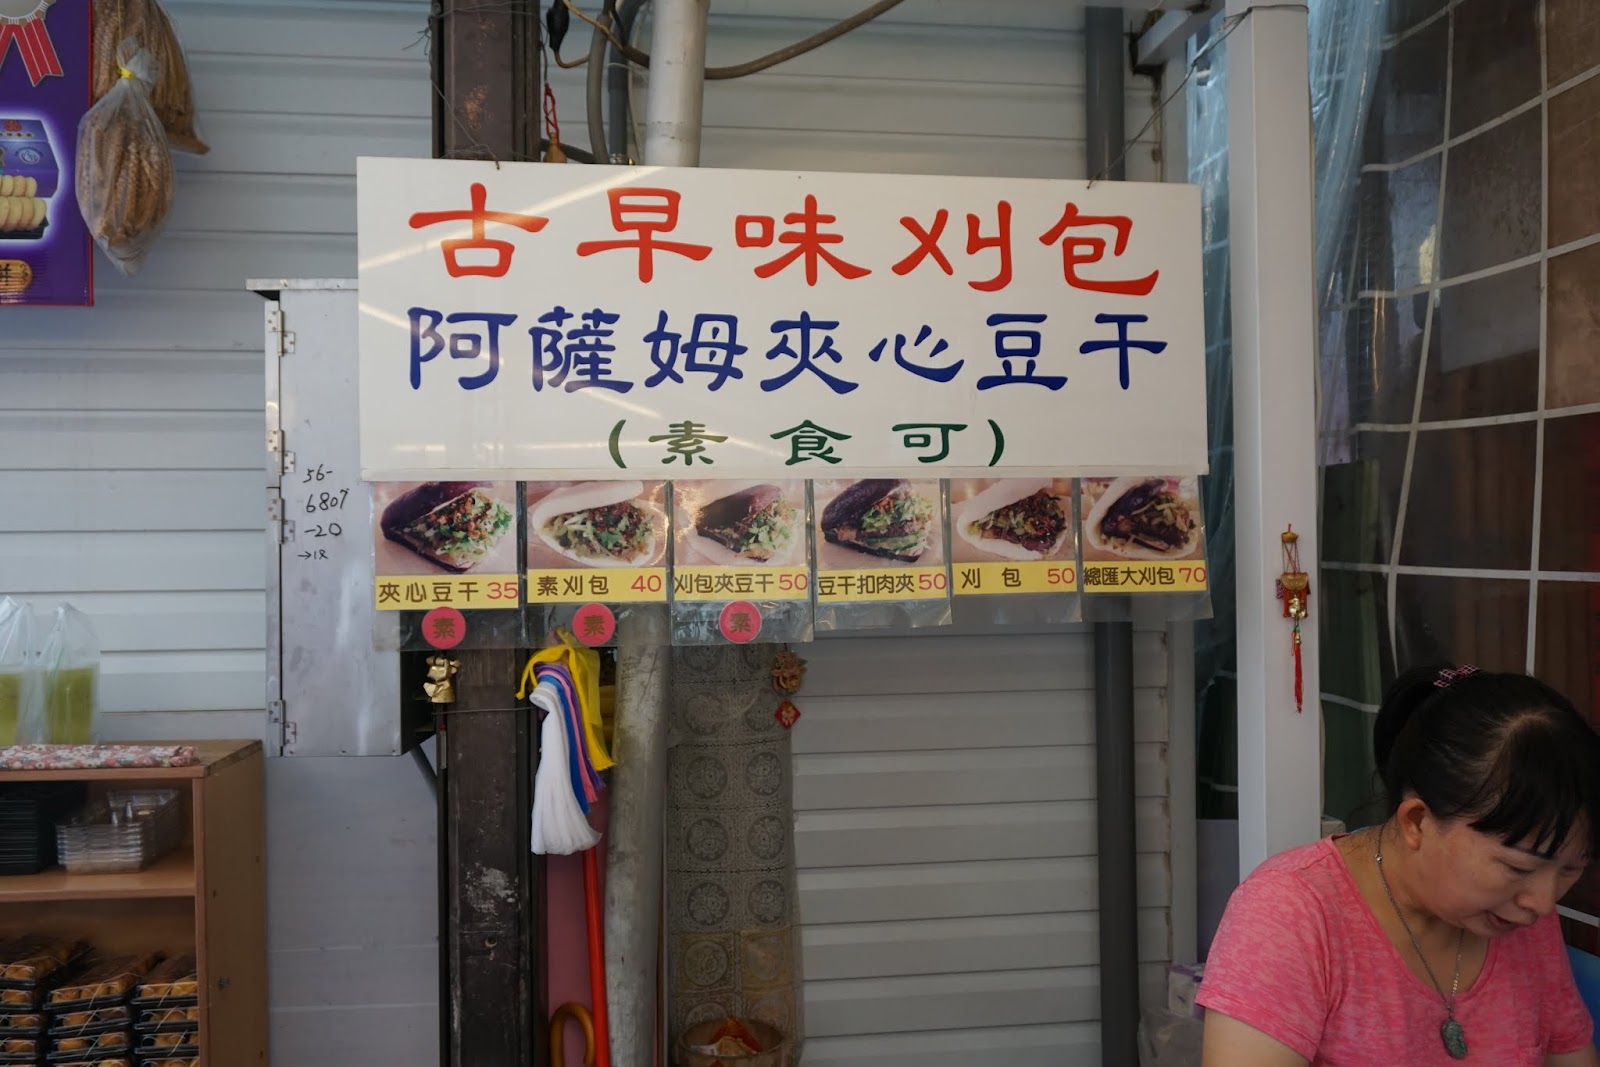 古早味刈包
阿薩姆夾心豆干
(素食可)
夾心豆干 35
素刈包 40
刈包夾豆干 50
豆干扣肉夾 50
刈包 50
總匯大刈包 70
素
素
素
56-
6807
-20